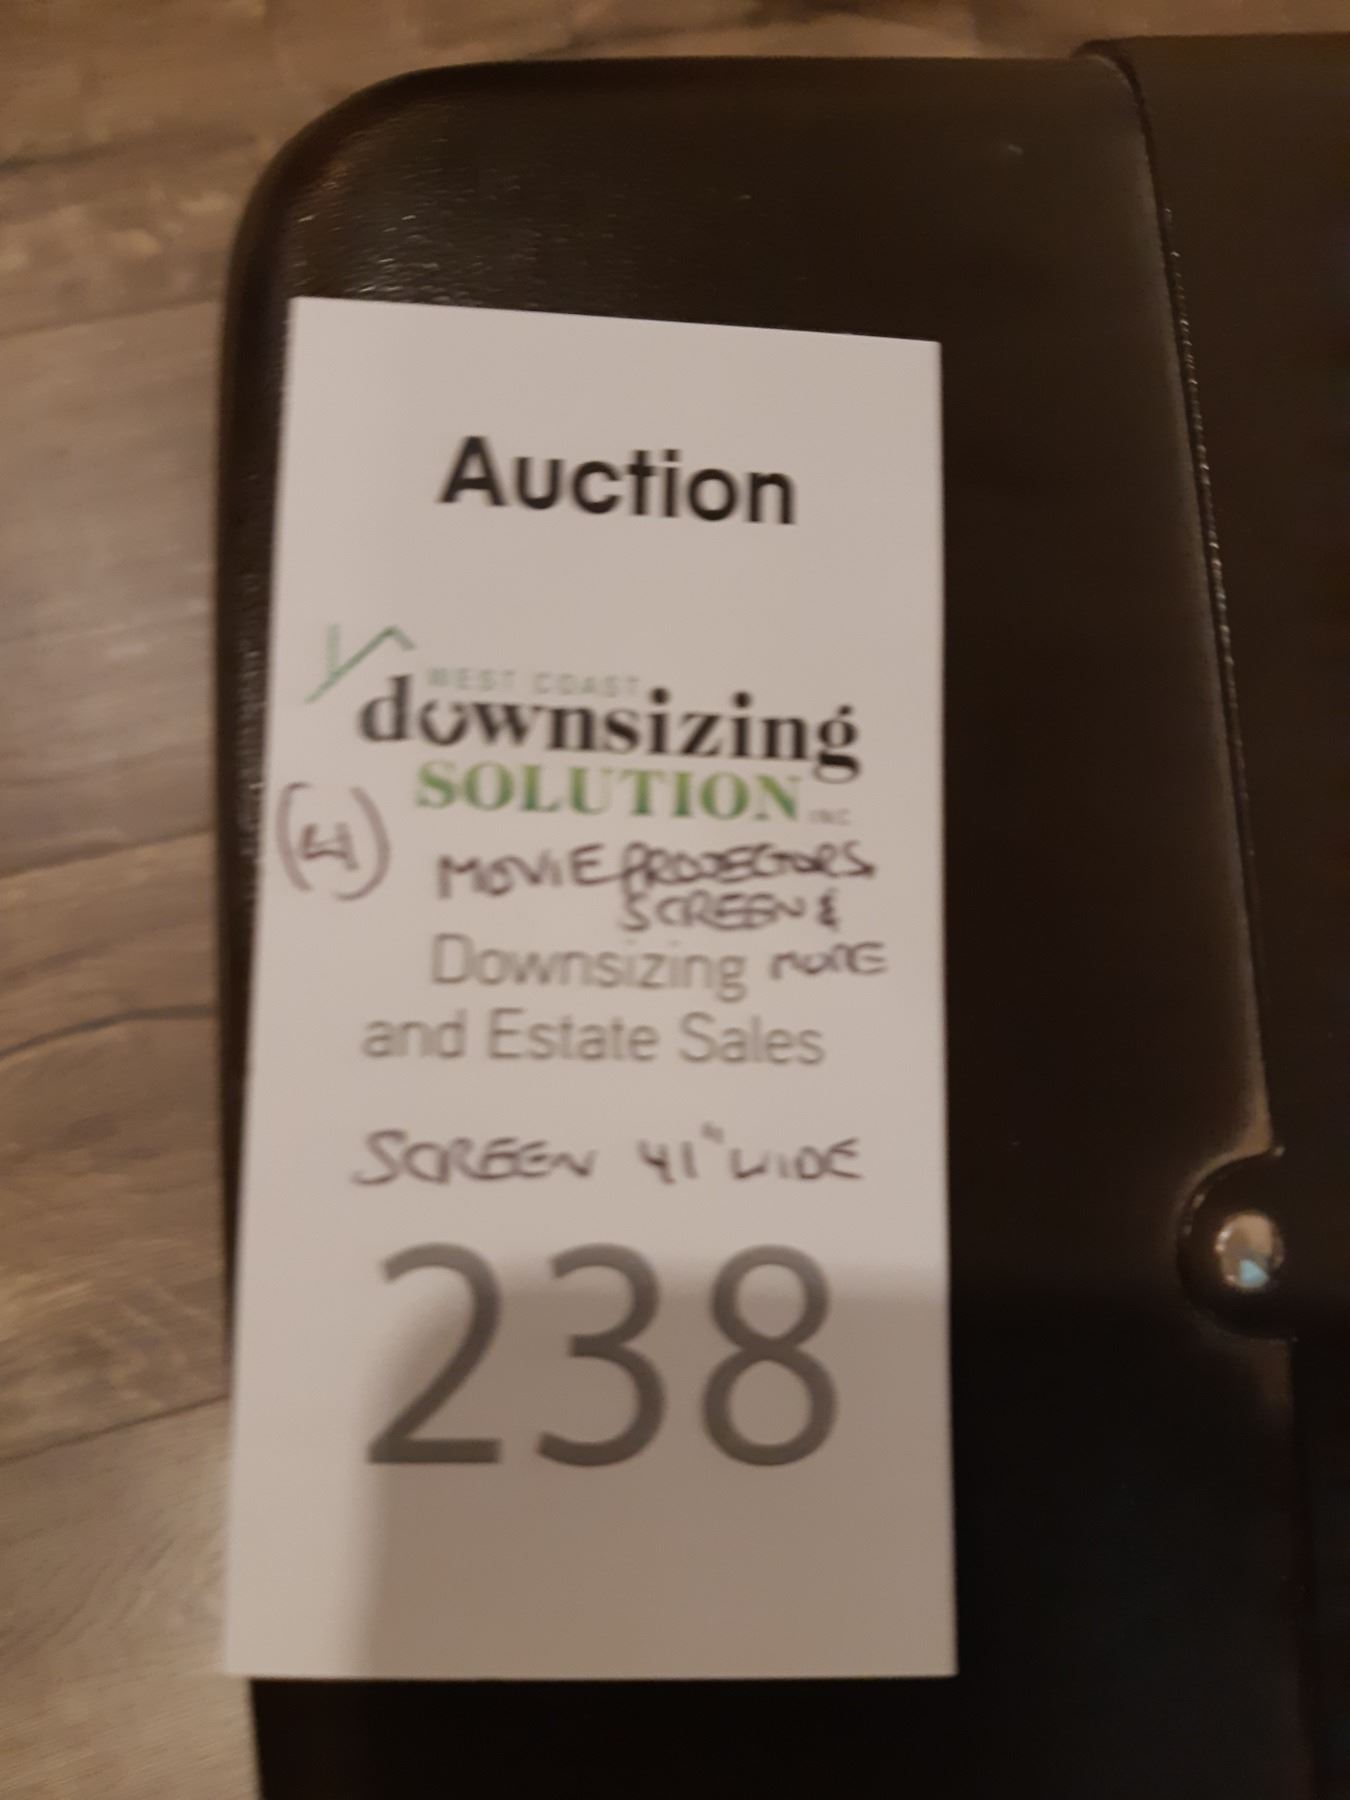 Auction
WEST COAST
downsizing
SOLUTION INC
(4) MOVIE PROJECTORS,
SCREEN &
Downsizing MORE
and Estate Sales
SCREEN 41" WIDE
238